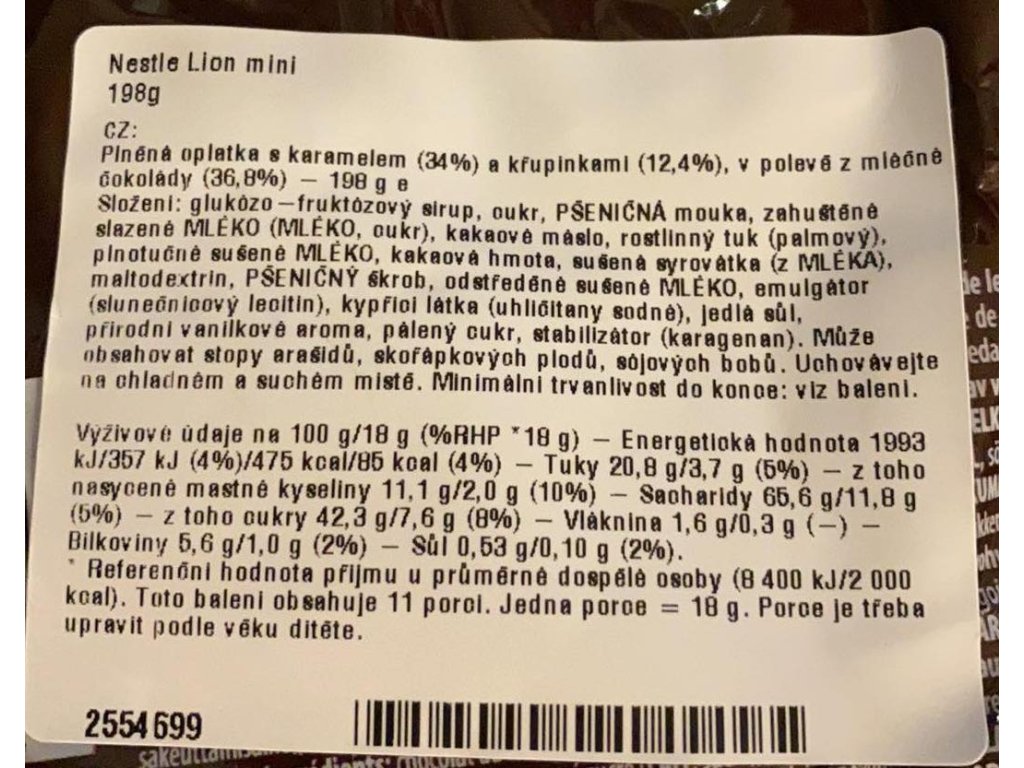 Nestle Lion mini
198g
CZ:
Plněná oplatka s karamelem (34%) a křupinkami (12,4%), v polevě z mléčné
čokolády (36,8%) — 198 g e
Složení: glukózo—fruktózový sirup, cukr, PŠENIČNÁ mouka, zahuštěné
slazené MLÉKO (MLÉKO, cukr), kakaové máslo, rostlinný tuk (palmový),
plnotučné sušené MLÉKO, kakaová hmota, sušená syrovátka (z MLÉKA),
maltodextrin, PŠENIČNÝ škrob, odstředěné sušené MLÉKO, emulgátor
(slunečnicový lecitin), kypřící látka (uhličitany sodné), jedlá sůl,
přírodní vanilkové aroma, pálený cukr, stabilizátor (karagenan). Může
obsahovat stopy arašídů, skořápkových plodů, sójových bobů. Uchovávejte
na chladném a suchém místě. Minimální trvanlivost do konce: viz balení.
Výživové údaje na 100 g/18 g (%RHP *18 g) — Energetická hodnota 1993
kJ/357 kJ (4%)/475 kcal/85 kcal (4%) — Tuky 20,8 g/3,7 g (5%) — z toho
nasycené mastné kyseliny 11,1 g/2,0 g (10%) — Sacharidy 65,6 g/11,8 g
(5%) — z toho cukry 42,3 g/7,6 g (8%) — Vláknina 1,6 g/0,3 g (—) —
Bílkoviny 5,6 g/1,0 g (2%) — Sůl 0,53 g/0,10 g (2%).
* Referenční hodnota příjmu u průměrné dospělé osoby (8 400 kJ/2 000
kcal). Toto balení obsahuje 11 porcí. Jedna porce = 18 g. Porce je třeba
upravit podle věku dítěte.
2554699